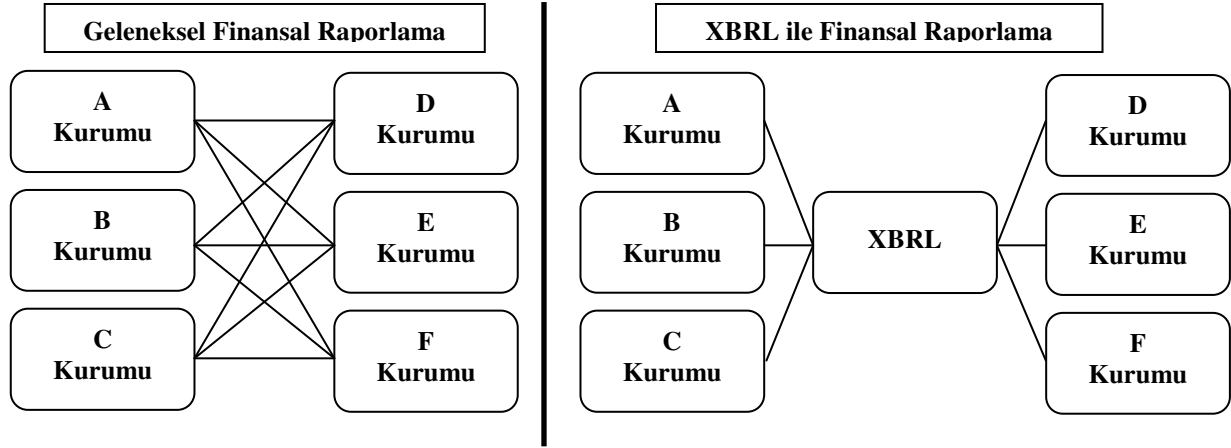 Geleneksel Finansal Raporlama
A
Kurumu
D
Kurumu
B
Kurumu
E
Kurumu
C
Kurumu
F
Kurumu
XBRL ile Finansal Raporlama
A
Kurumu
D
Kurumu
B
Kurumu
XBRL
E
Kurumu
C
Kurumu
F
Kurumu